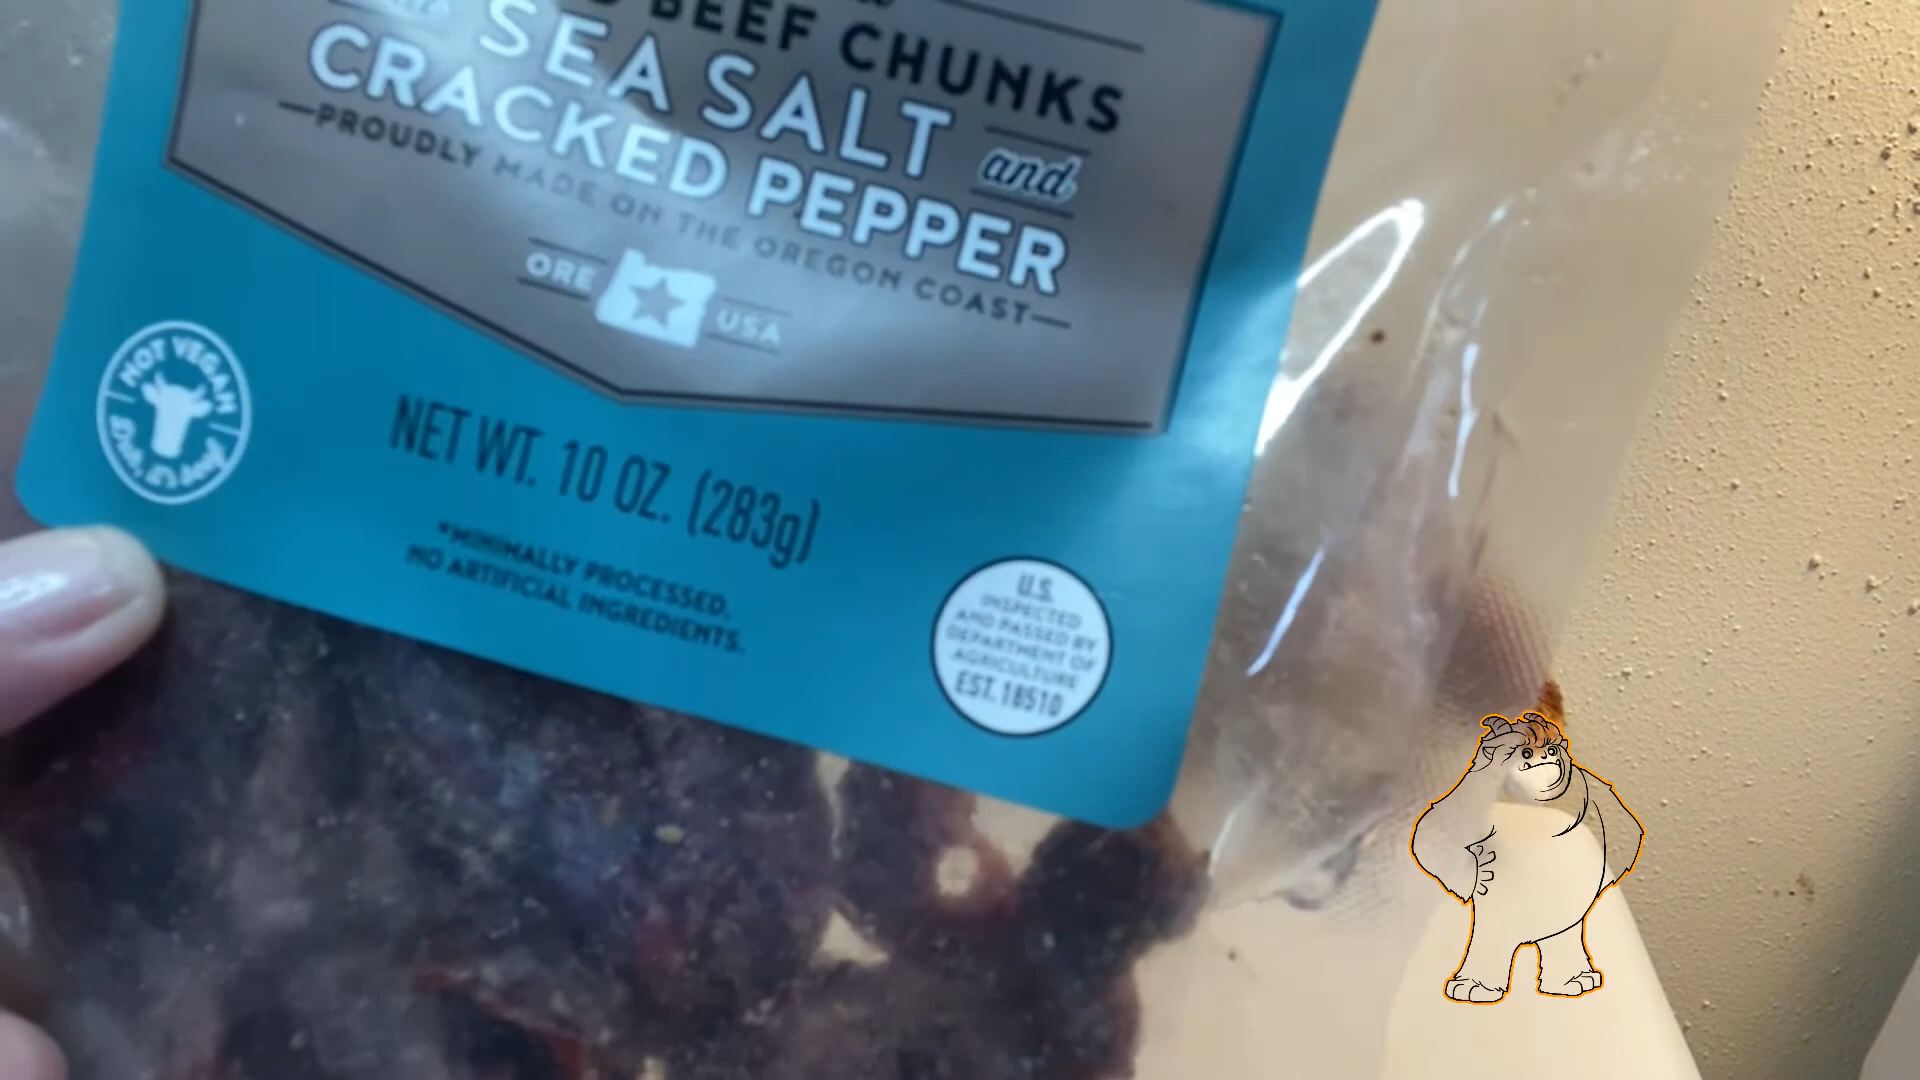 BEEF CHUNKS
SEA SALT and
CRACKED PEPPER
—PROUDLY MADE ON THE OREGON COAST—
ORE USA
NOT VEGAN
NET WT. 10 OZ. (283g)
*MINIMALLY PROCESSED.
NO ARTIFICIAL INGREDIENTS.
U.S.
INSPECTED
AND PASSED BY
DEPARTMENT OF
AGRICULTURE
EST. 18510